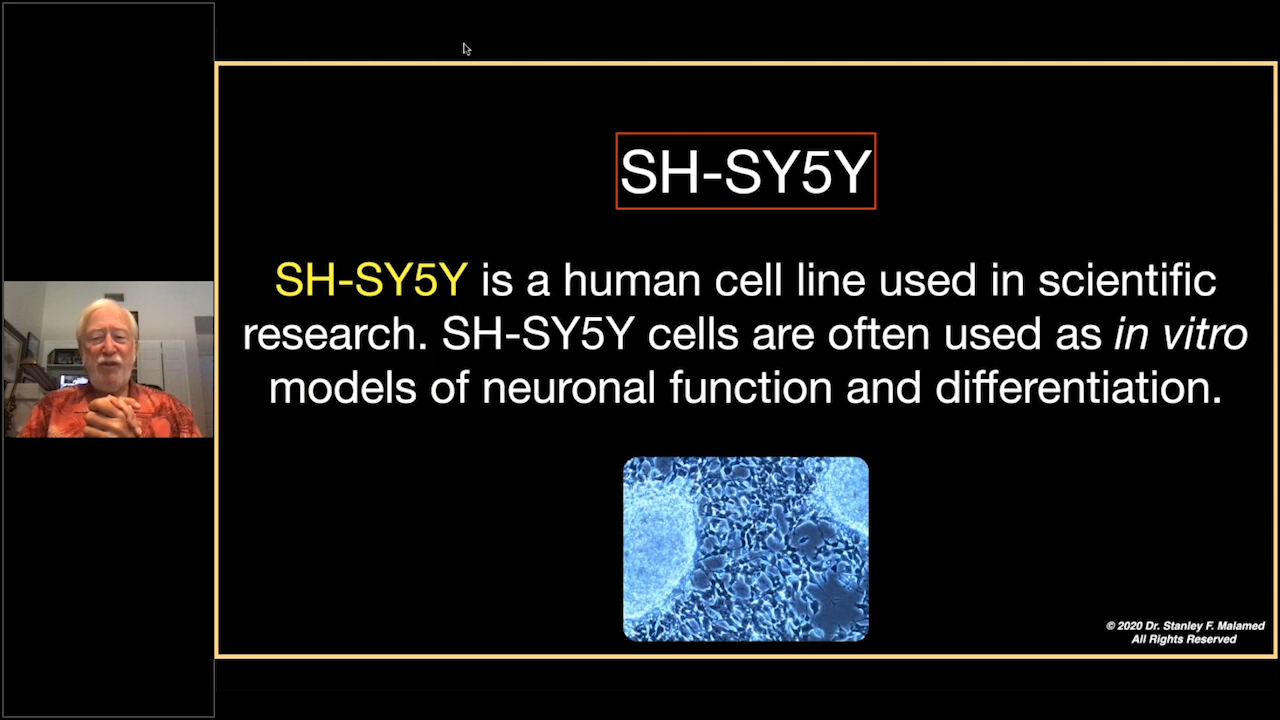 SH-SY5Y
SH-SY5Y is a human cell line used in scientific
research. SH-SY5Y cells are often used as in vitro
models of neuronal function and differentiation.
© 2020 Dr. Stanley F. Malamed
All Rights Reserved